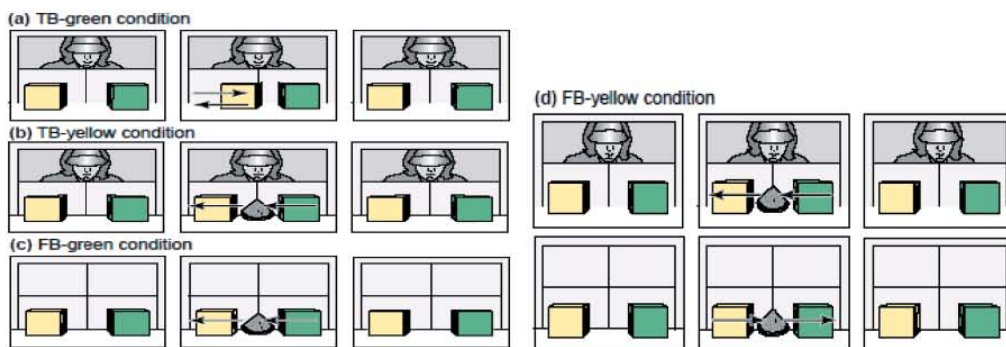 (a) TB-green condition
(b) TB-yellow condition
(c) FB-green condition
(d) FB-yellow condition